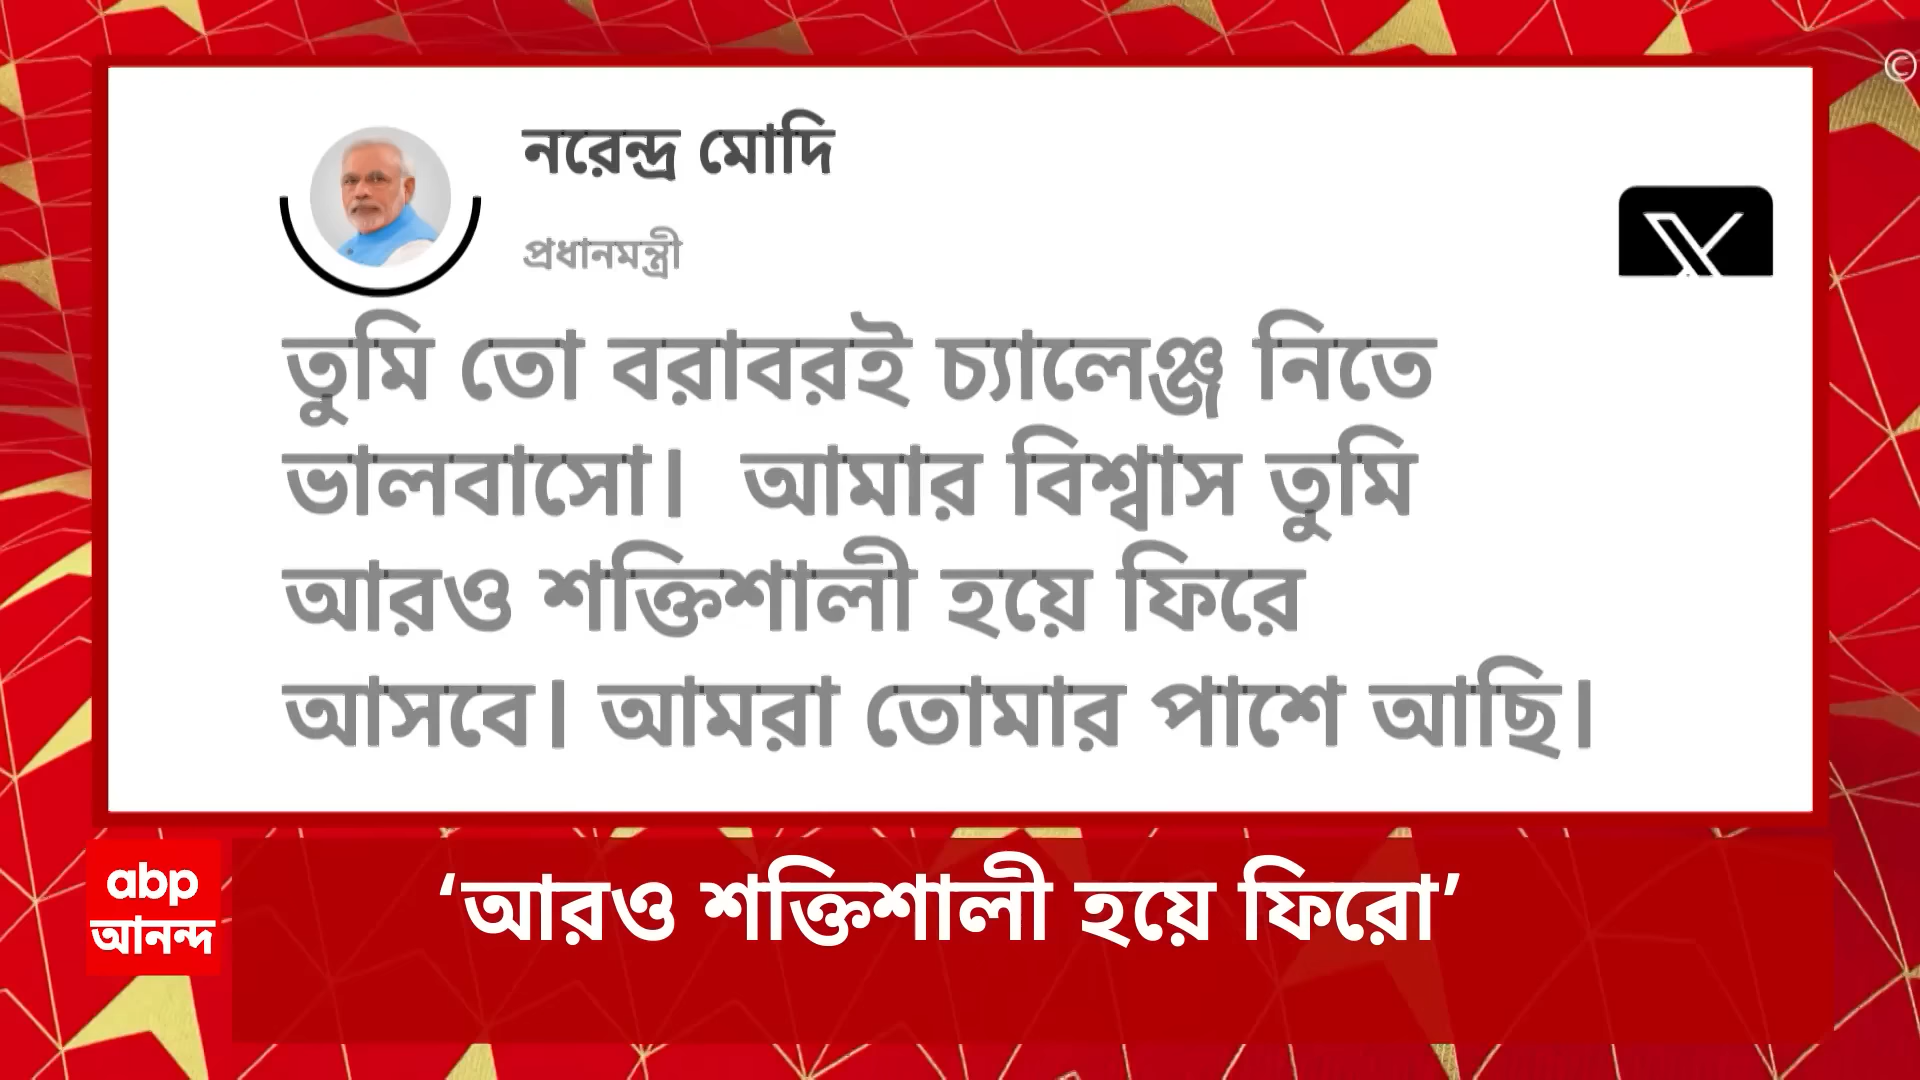 ©
নরেন্দ্র মোদি
প্রধানমন্ত্রী
তুমি তো বরাবরই চ্যালেঞ্জ নিতে
ভালবাসো। আমার বিশ্বাস তুমি
আরও শক্তিশালী হয়ে ফিরে
আসবে। আমরা তোমার পাশে আছি।
abp
আনন্দ
‘আরও শক্তিশালী হয়ে ফিরো’